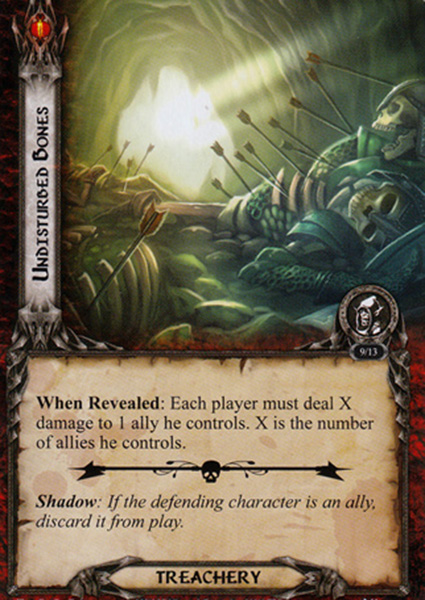 UNDISTURBED BONES
9/13
When Revealed: Each player must deal X
damage to 1 ally he controls. X is the number
of allies he controls.
Shadow: If the defending character is an ally,
discard it from play.
TREACHERY